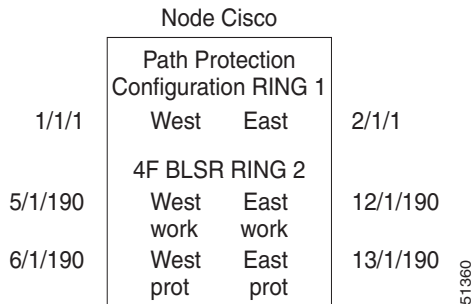 Node Cisco
Path Protection
Configuration RING 1
1/1/1 West East 2/1/1
4F BLSR RING 2
5/1/190 West East 12/1/190
work work
6/1/190 West East 13/1/190
prot prot
51360